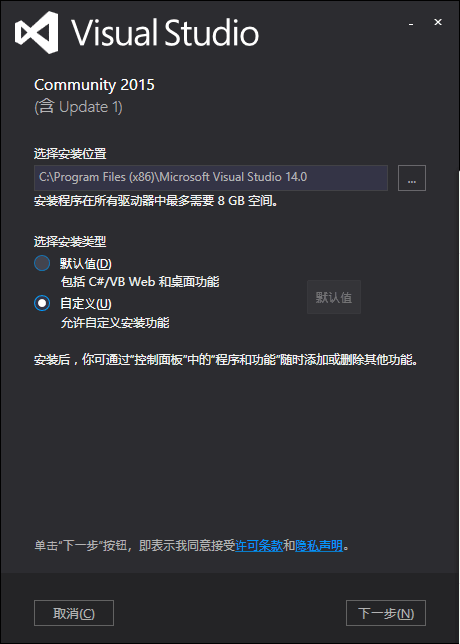 Visual Studio
Community 2015
(含 Update 1)
选择安装位置
C:\Program Files (x86)\Microsoft Visual Studio 14.0
...
安装程序在所有驱动器中最多需要 8 GB 空间。
选择安装类型
默认值(D)
包括 C#/VB Web 和桌面功能
默认值
自定义(U)
允许自定义安装功能
安装后，你可通过"控制面板"中的"程序和功能"随时添加或删除其他功能。
单击"下一步"按钮，即表示我同意接受许可条款和隐私声明。
取消(C)
下一步(N)